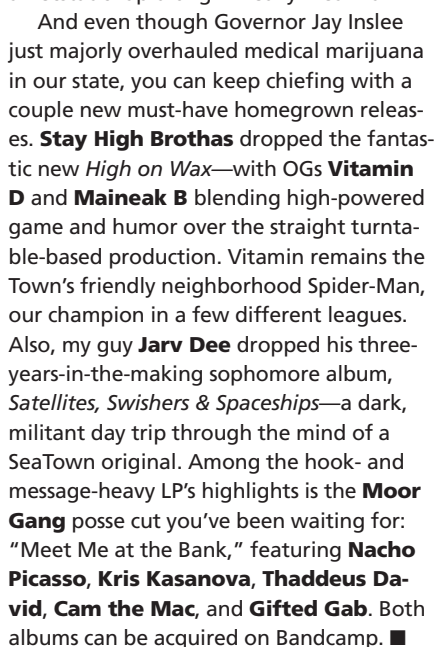 And even though Governor Jay Inslee
just majorly overhauled medical marijuana
in our state, you can keep chiefing with a
couple new must-have homegrown releas-
es. Stay High Brothas dropped the fantas-
tic new High on Wax—with OGs Vitamin
D and Maineak B blending high-powered
game and humor over the straight turnta-
ble-based production. Vitamin remains the
Town's friendly neighborhood Spider-Man,
our champion in a few different leagues.
Also, my guy Jarv Dee dropped his three-
years-in-the-making sophomore album,
Satellites, Swishers & Spaceships—a dark,
militant day trip through the mind of a
SeaTown original. Among the hook- and
message-heavy LP's highlights is the Moor
Gang posse cut you've been waiting for:
“Meet Me at the Bank,” featuring Nacho
Picasso, Kris Kasanova, Thaddeus Da-
vid, Cam the Mac, and Gifted Gab. Both
albums can be acquired on Bandcamp. ■